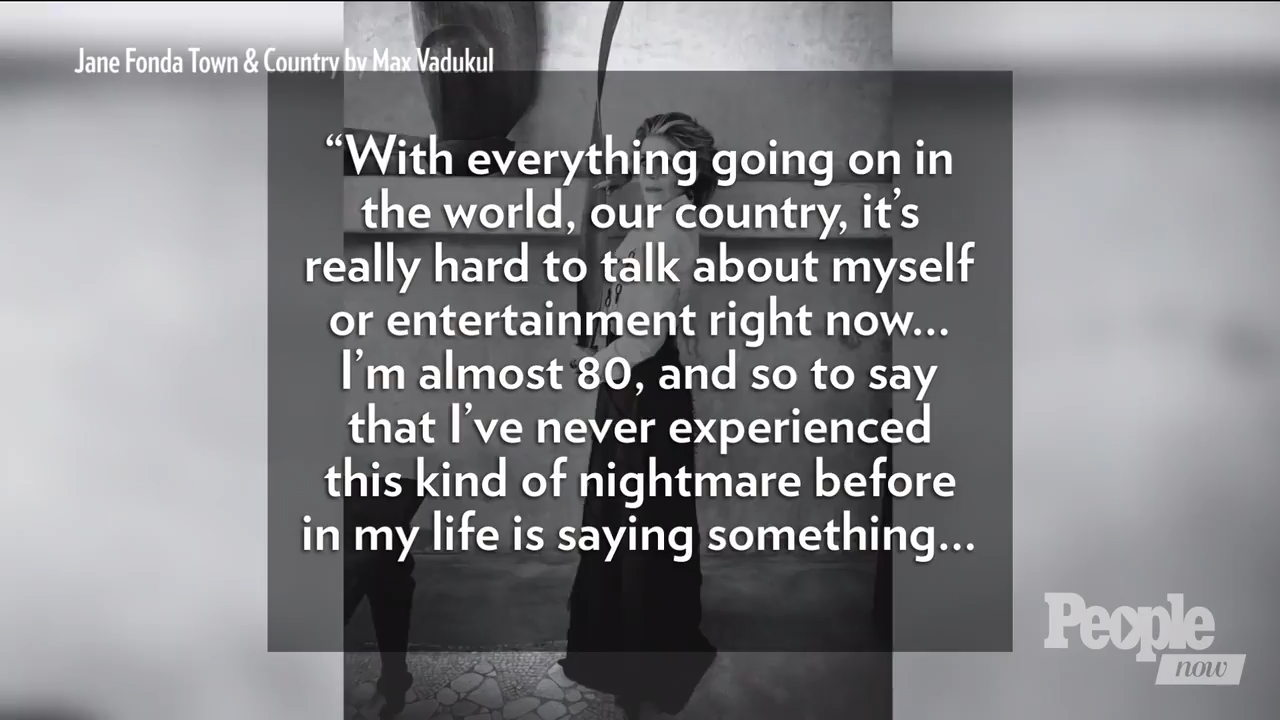 Jane Fonda Town & Country by Max Vadukul
“With everything going on in
the world, our country, it’s
really hard to talk about myself
or entertainment right now...
I’m almost 80, and so to say
that I’ve never experienced
this kind of nightmare before
in my life is saying something...
People
now